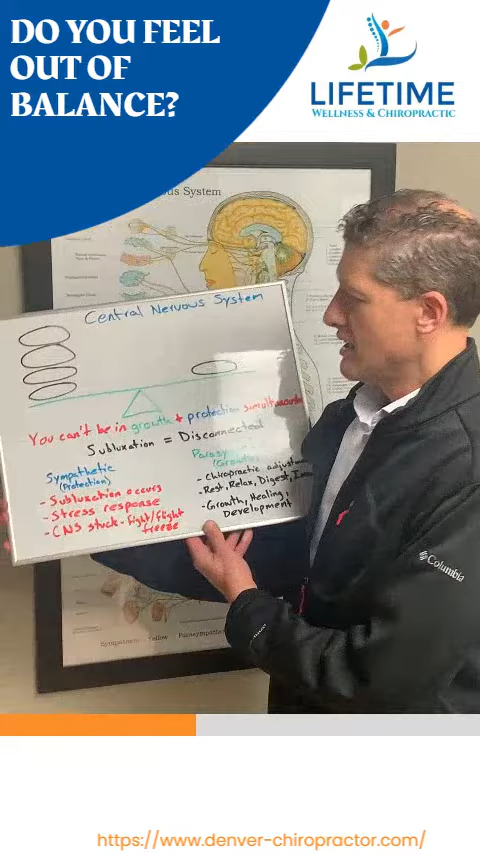 DO YOU FEEL
OUT OF
BALANCE?
LIFETIME
WELLNESS & CHIROPRACTIC
System
Central Nervous System
You can't be in growth + protection
Subluxation = Disconnected
Sympathetic
(Protection)
- Subluxation occurs
- Stress response
- CNS stuck - fight/flight
freeze
- Chiropractic
- Rest, Relax, Digest,
- Growth, Healing,
Development
Columbia
https://www.denver-chiropractor.com/